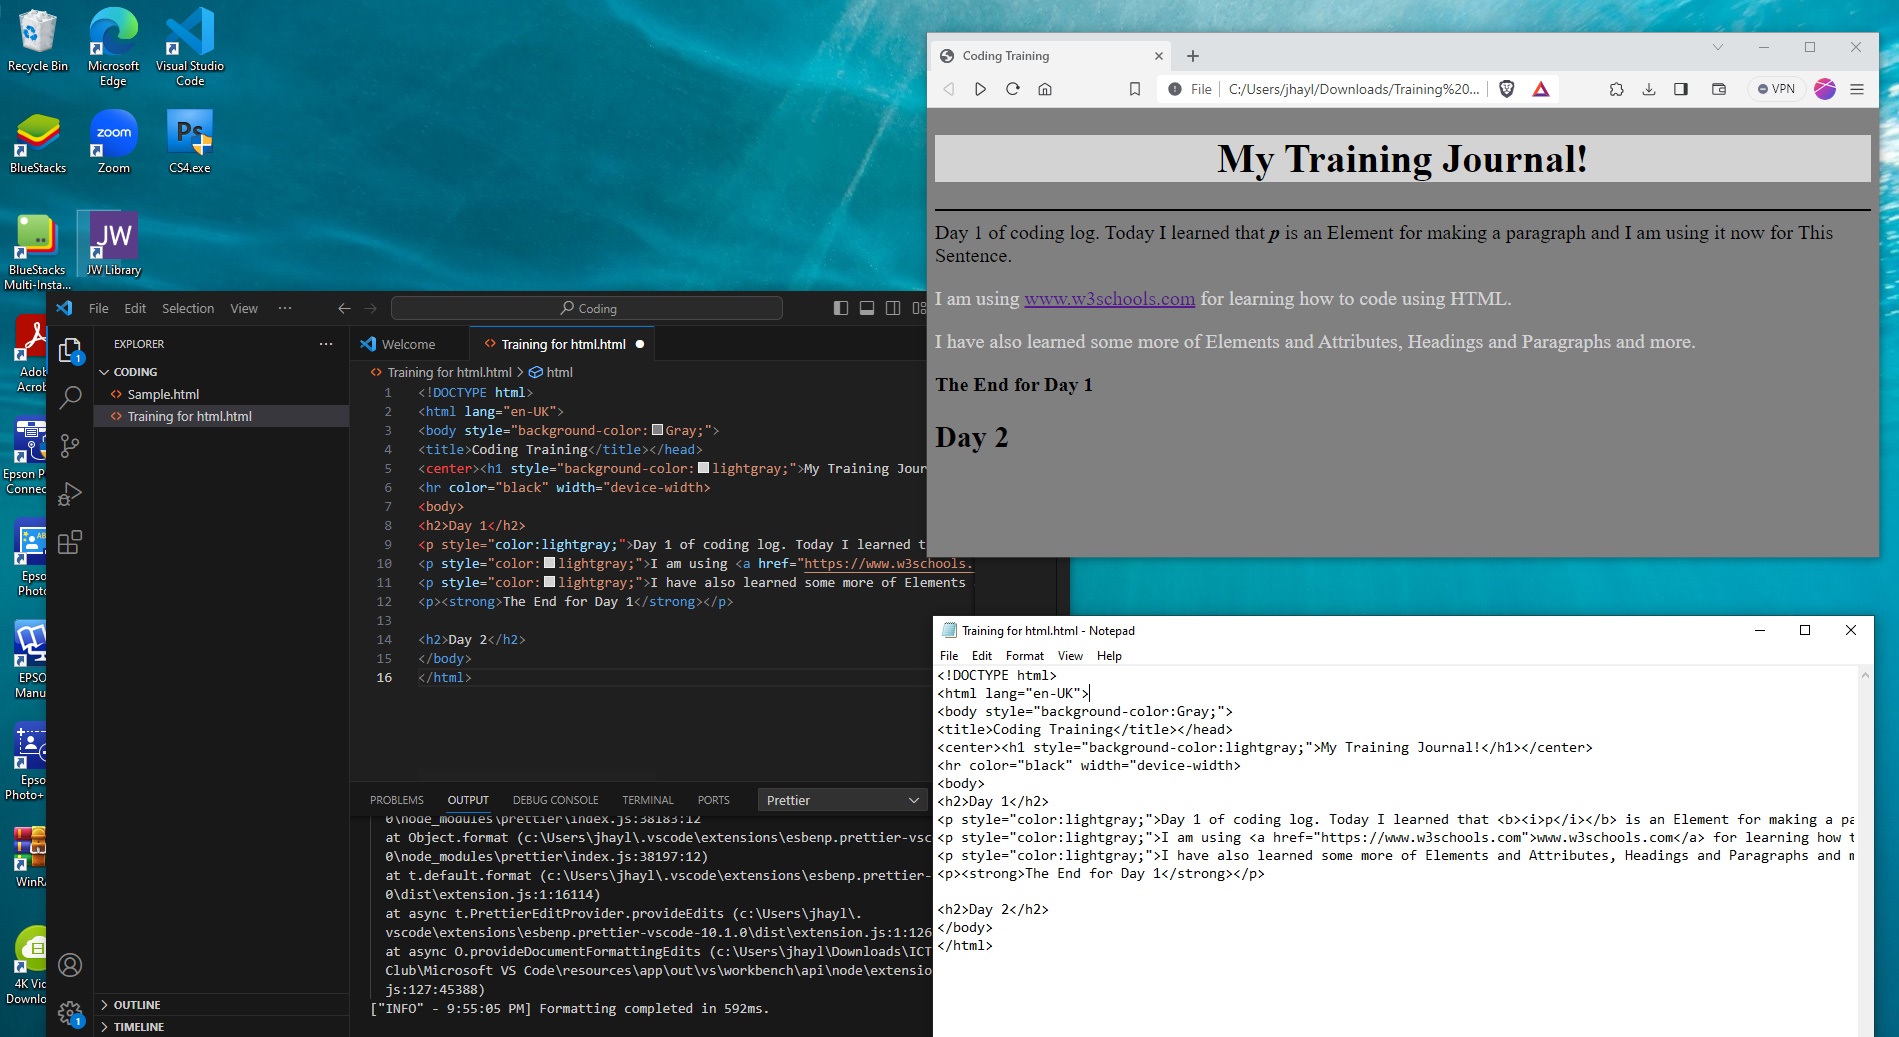 Recycle Bin
Microsoft
Edge
Visual Studio
Code
BlueStacks
zoom
Zoom
Ps
CS4.exe
BlueStacks
Multi-Insta...
JW
JW Library
Adob
Acrob
Epson P
Connec
Epso
Phot
EPSO
Manu
Epso
Photo+
WinRA
4K Vid
Downlo
File Edit Selection View ···
Coding
EXPLORER ···
CODING
Sample.html
Training for html.html
OUTLINE
TIMELINE
1
1
Welcome
Training for html.html
Training for html.html > html
1 <!DOCTYPE html>
2 <html lang="en-UK">
3 <body style="background-color:Gray;">
4 <title>Coding Training</title></head>
5 <center><h1 style="background-color:lightgray;">My Training Jour
6 <hr color="black" width="device-width>
7 <body>
8 <h2>Day 1</h2>
9 <p style="color:lightgray;">Day 1 of coding log. Today I learned t
10 <p style="color:lightgray;">I am using <a href="https://www.w3schools.
11 <p style="color:lightgray;">I have also learned some more of Elements
12 <p><strong>The End for Day 1</strong></p>
13
14 <h2>Day 2</h2>
15 </body>
16 </html>
PROBLEMS OUTPUT DEBUG CONSOLE TERMINAL PORTS Prettier
0\node_modules\prettier\index.js:38183:12
at Object.format (c:\Users\jhayl\.vscode\extensions\esbenp.prettier-vsc
0\node_modules\prettier\index.js:38197:12)
at t.default.format (c:\Users\jhayl\.vscode\extensions\esbenp.prettier-
0\dist\extension.js:1:16114)
at async t.PrettierEditProvider.provideEdits (c:\Users\jhayl\.
vscode\extensions\esbenp.prettier-vscode-10.1.0\dist\extension.js:1:126
at async O.provideDocumentFormattingEdits (c:\Users\jhayl\Downloads\ICT
Club\Microsoft VS Code\resources\app\out\vs\workbench\api\node\extensio
js:127:45388)
["INFO" - 9:55:05 PM] Formatting completed in 592ms.
Coding Training
File C:/Users/jhayl/Downloads/Training%20... VPN
My Training Journal!
Day 1 of coding log. Today I learned that p is an Element for making a paragraph and I am using it now for This
Sentence.
I am using www.w3schools.com for learning how to code using HTML.
I have also learned some more of Elements and Attributes, Headings and Paragraphs and more.
The End for Day 1
Day 2
Training for html.html - Notepad
File Edit Format View Help
<!DOCTYPE html>
<html lang="en-UK">
<body style="background-color:Gray;">
<title>Coding Training</title></head>
<center><h1 style="background-color:lightgray;">My Training Journal!</h1></center>
<hr color="black" width="device-width>
<body>
<h2>Day 1</h2>
<p style="color:lightgray;">Day 1 of coding log. Today I learned that <b><i>p</i></b> is an Element for making a pa
<p style="color:lightgray;">I am using <a href="https://www.w3schools.com">www.w3schools.com</a> for learning how t
<p style="color:lightgray;">I have also learned some more of Elements and Attributes, Headings and Paragraphs and m
<p><strong>The End for Day 1</strong></p>
<h2>Day 2</h2>
</body>
</html>